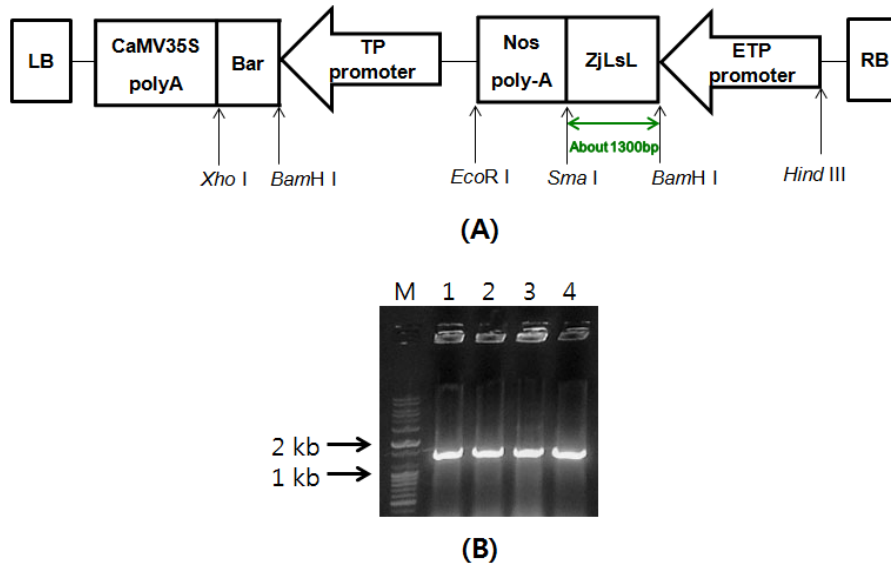 LB
CaMV35S
polyA
Bar
TP
promoter
Nos
poly-A
ZjLsL
ETP
promoter
RB
About 1300bp
Xho I
BamH I
EcoR I
Sma I
BamH I
Hind III
(A)
M 1 2 3 4
2 kb
1 kb
(B)